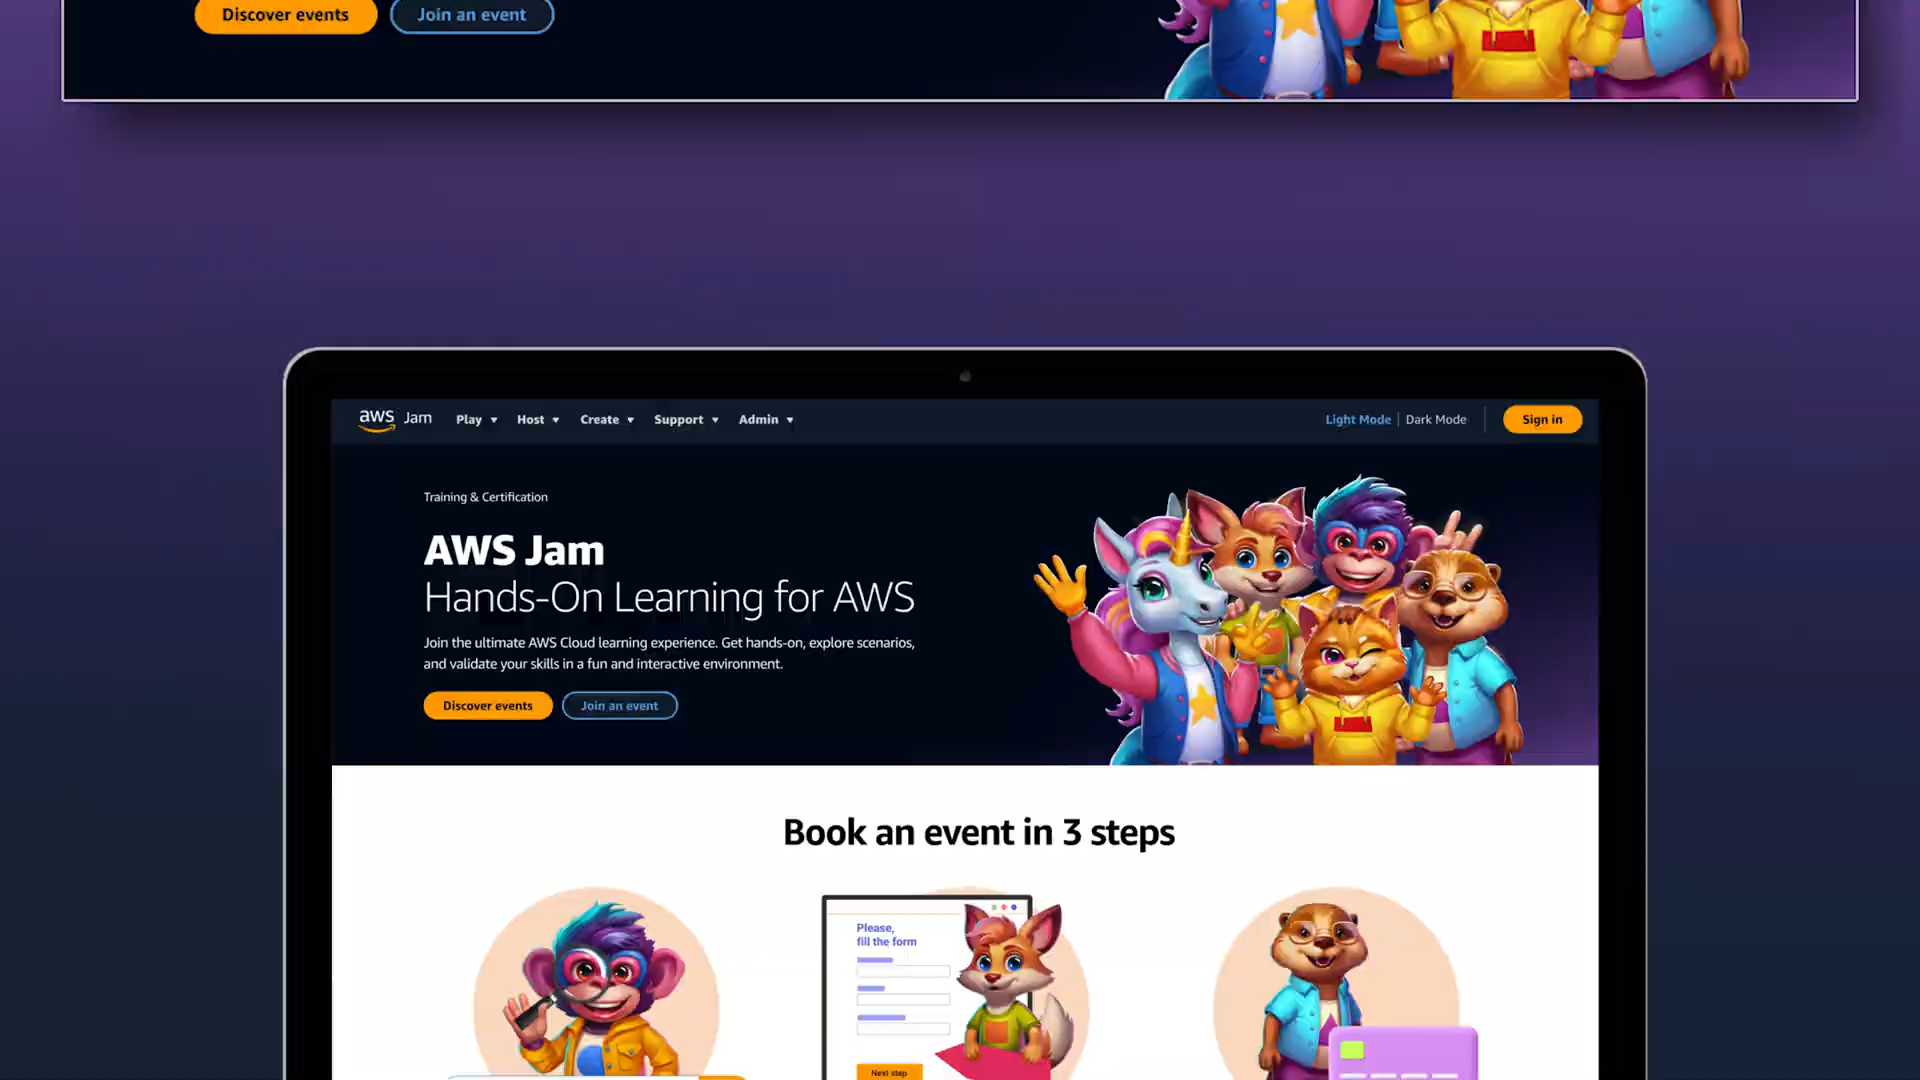 Discover events Join an event
aws Jam Play Host Create Support Admin Light Mode | Dark Mode Sign in
Training & Certification
AWS Jam
Hands-On Learning for AWS
Join the ultimate AWS Cloud learning experience. Get hands-on, explore scenarios,
and validate your skills in a fun and interactive environment.
Discover events Join an event
Book an event in 3 steps
Please,
fill the form
Next step